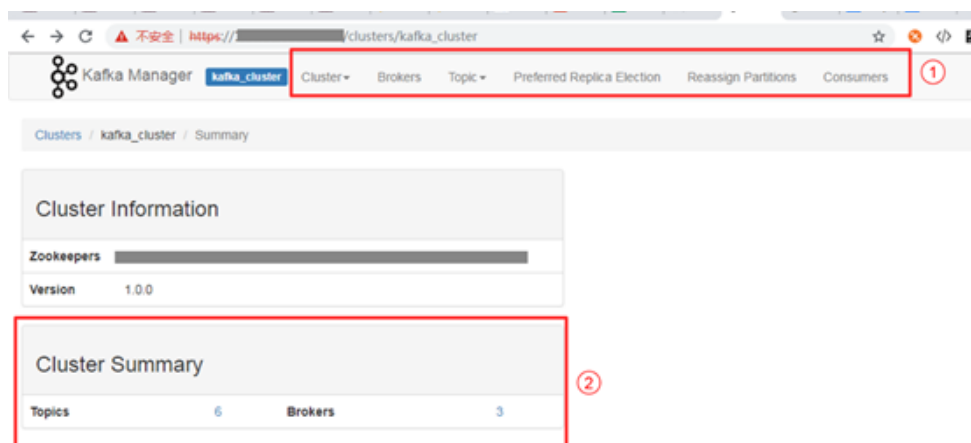 不安全 | https://1 /clusters/kafka_cluster
Kafka Manager kafka_cluster Cluster Brokers Topic Preferred Replica Election Reassign Partitions Consumers ①
Clusters / kafka_cluster / Summary
Cluster Information
Zookeepers
Version 1.0.0
Cluster Summary
②
Topics 6 Brokers 3